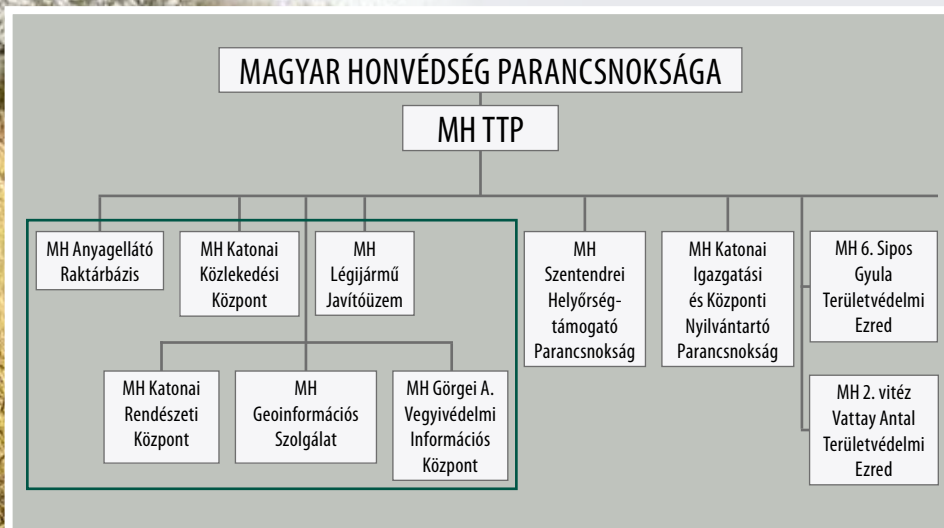 MAGYAR HONVÉDSÉG PARANCSNOKSÁGA
MH TTP
MH Anyagellátó
Raktárbázis
MH Katonai
Közlekedési
Központ
MH
Légijármű
Javítóüzem
MH
Szentendrei
Helyőrség-
támogató
Parancsnokság
MH Katonai
Igazgatási
és Központi
Nyilvántartó
Parancsnokság
MH 6. Sipos
Gyula
Területvédelmi
Ezred
MH Katonai
Rendészeti
Központ
MH
Geoinformációs
Szolgálat
MH Görgei A.
Vegyivédelmi
Információs
Központ
MH 2. vitéz
Vattay Antal
Területvédelmi
Ezred